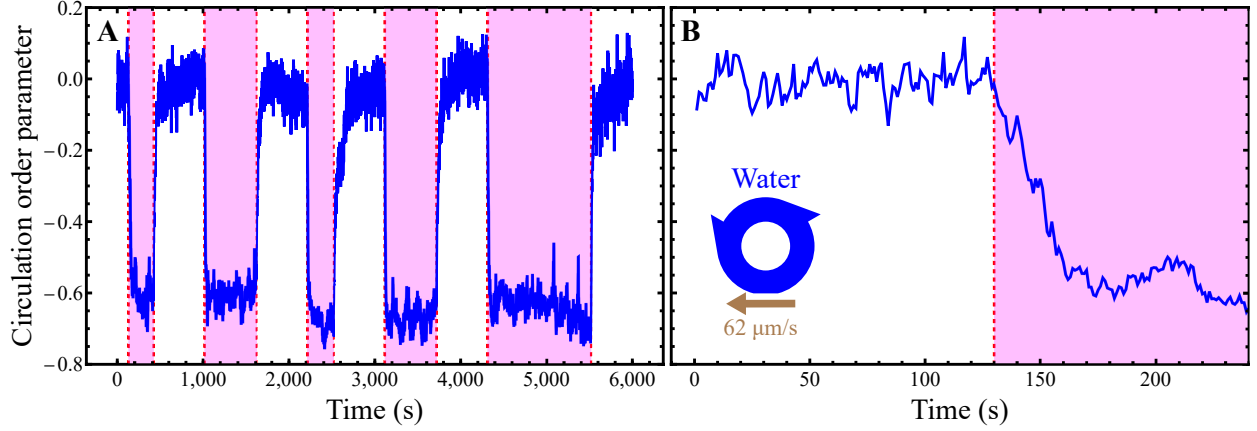 Circulation order parameter
0.2
0.0
−0.2
−0.4
−0.6
−0.8
A
0
1,000
2,000
3,000
4,000
5,000
6,000
Time (s)
B
Water
62 μm/s
0
50
100
150
200
Time (s)